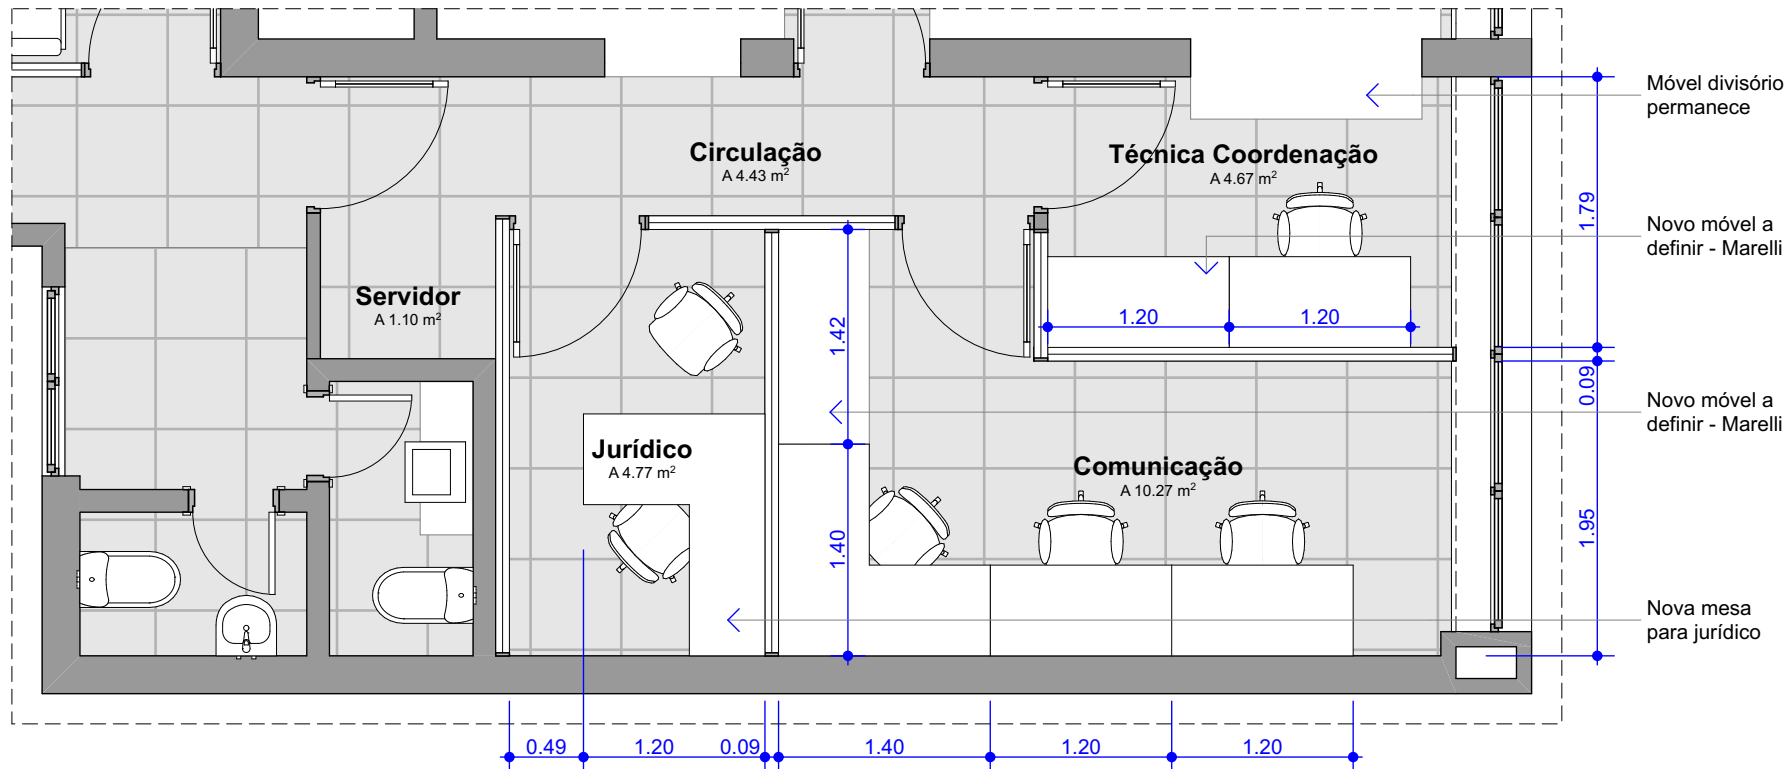 Móvel divisório
permanece
Circulação
A 4.43 m²
Técnica Coordenação
A 4.67 m²
1.79
Novo móvel a
definir - Marelli
Servidor
A 1.10 m²
1.20
1.20
1.42
0.09
Novo móvel a
definir - Marelli
Jurídico
A 4.77 m²
Comunicação
A 10.27 m²
1.40
1.95
Nova mesa
para jurídico
0.49
1.20
0.09
1.40
1.20
1.20